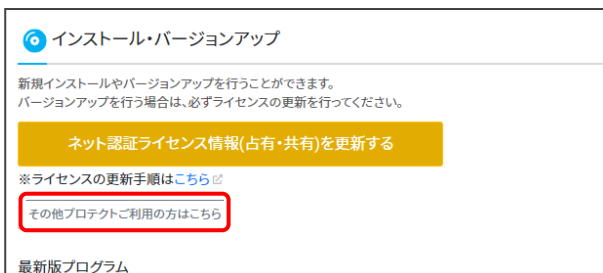 インストール・バージョンアップ
新規インストールやバージョンアップを行うことができます。
バージョンアップを行う場合は、必ずライセンスの更新を行ってください。
ネット認証ライセンス情報(占有・共有)を更新する
※ライセンスの更新手順はこちら
その他プロテクトご利用の方はこちら
最新版プログラム